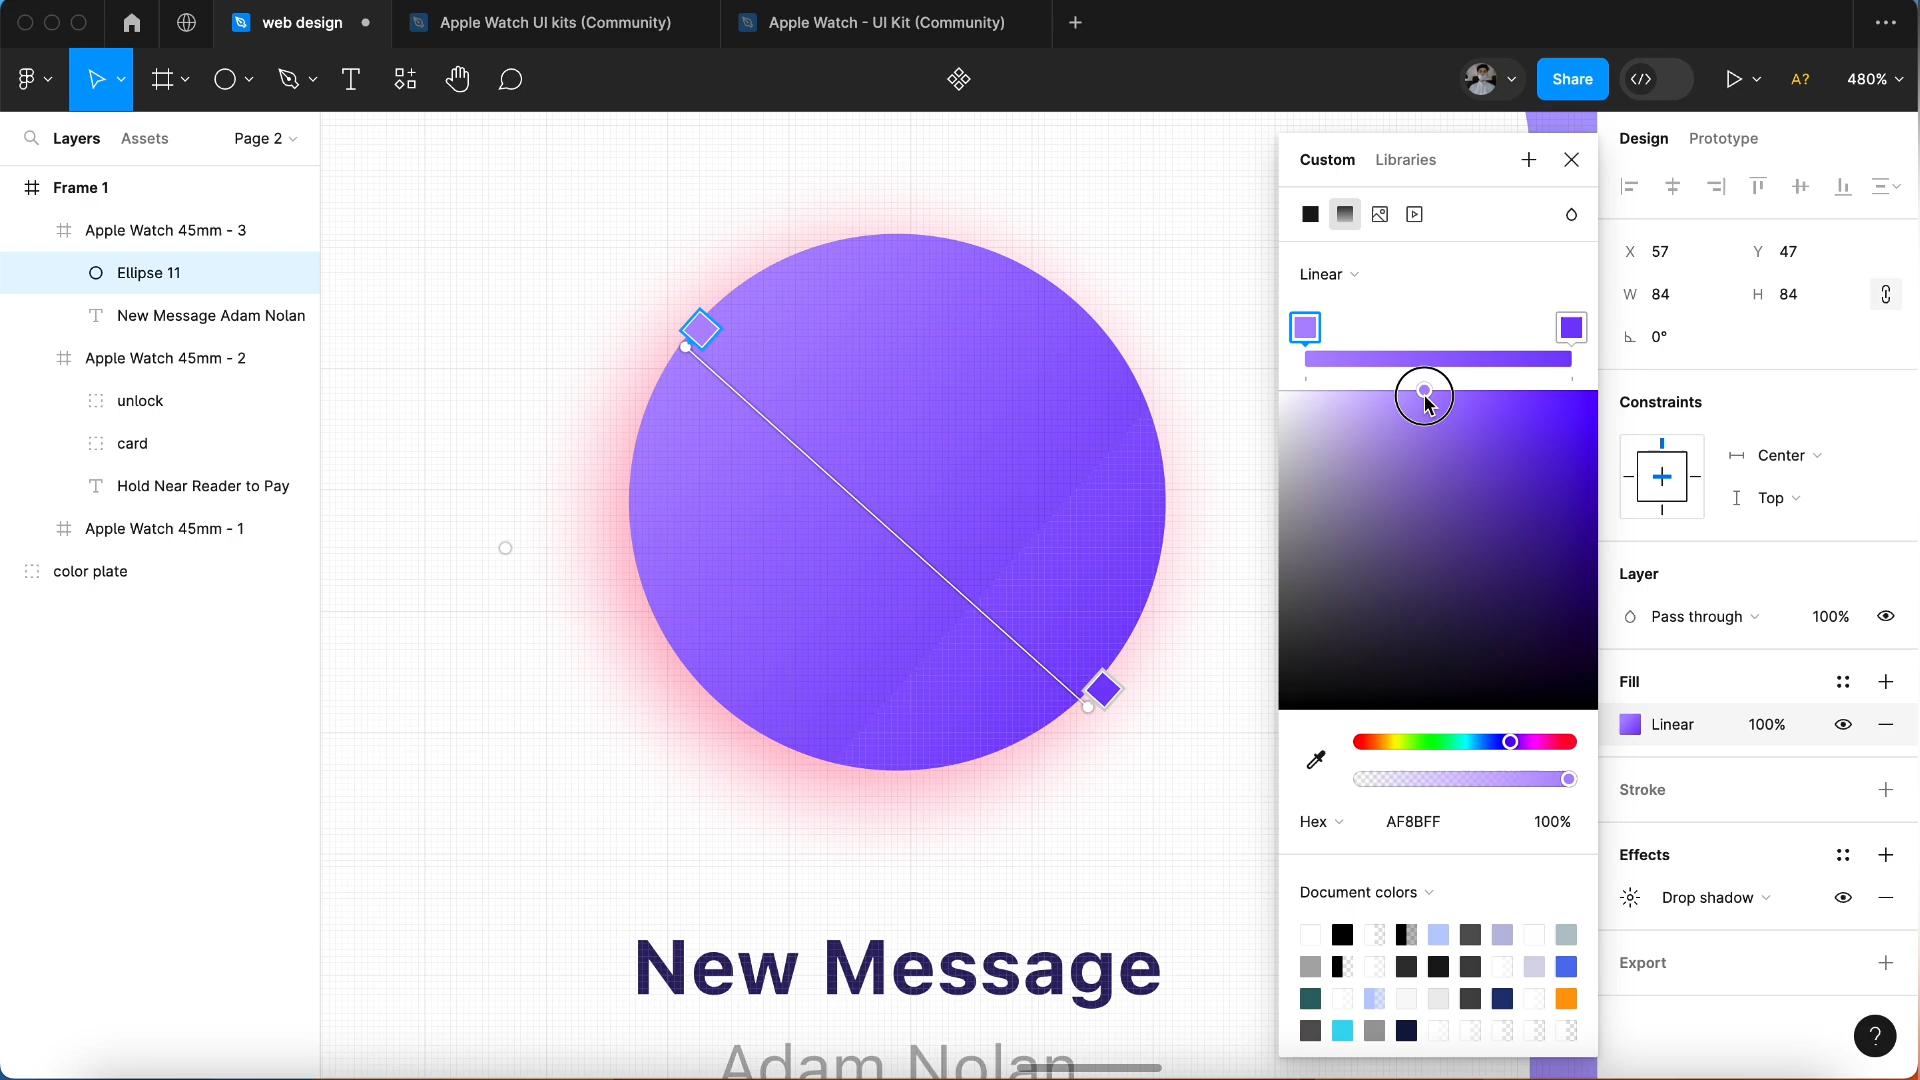 web design
Apple Watch UI kits (Community)
Apple Watch - UI Kit (Community)
Share
A?
480%
Layers
Assets
Page 2
Frame 1
Apple Watch 45mm - 3
Ellipse 11
New Message Adam Nolan
Apple Watch 45mm - 2
unlock
card
Hold Near Reader to Pay
Apple Watch 45mm - 1
color plate
New Message
Adam Nolan
Custom
Libraries
Linear
Hex
AF8BFF
100%
Document colors
Design
Prototype
X 57
Y 47
W 84
H 84
0°
Constraints
Center
Top
Layer
Pass through
100%
Fill
Linear
100%
Stroke
Effects
Drop shadow
Export
?